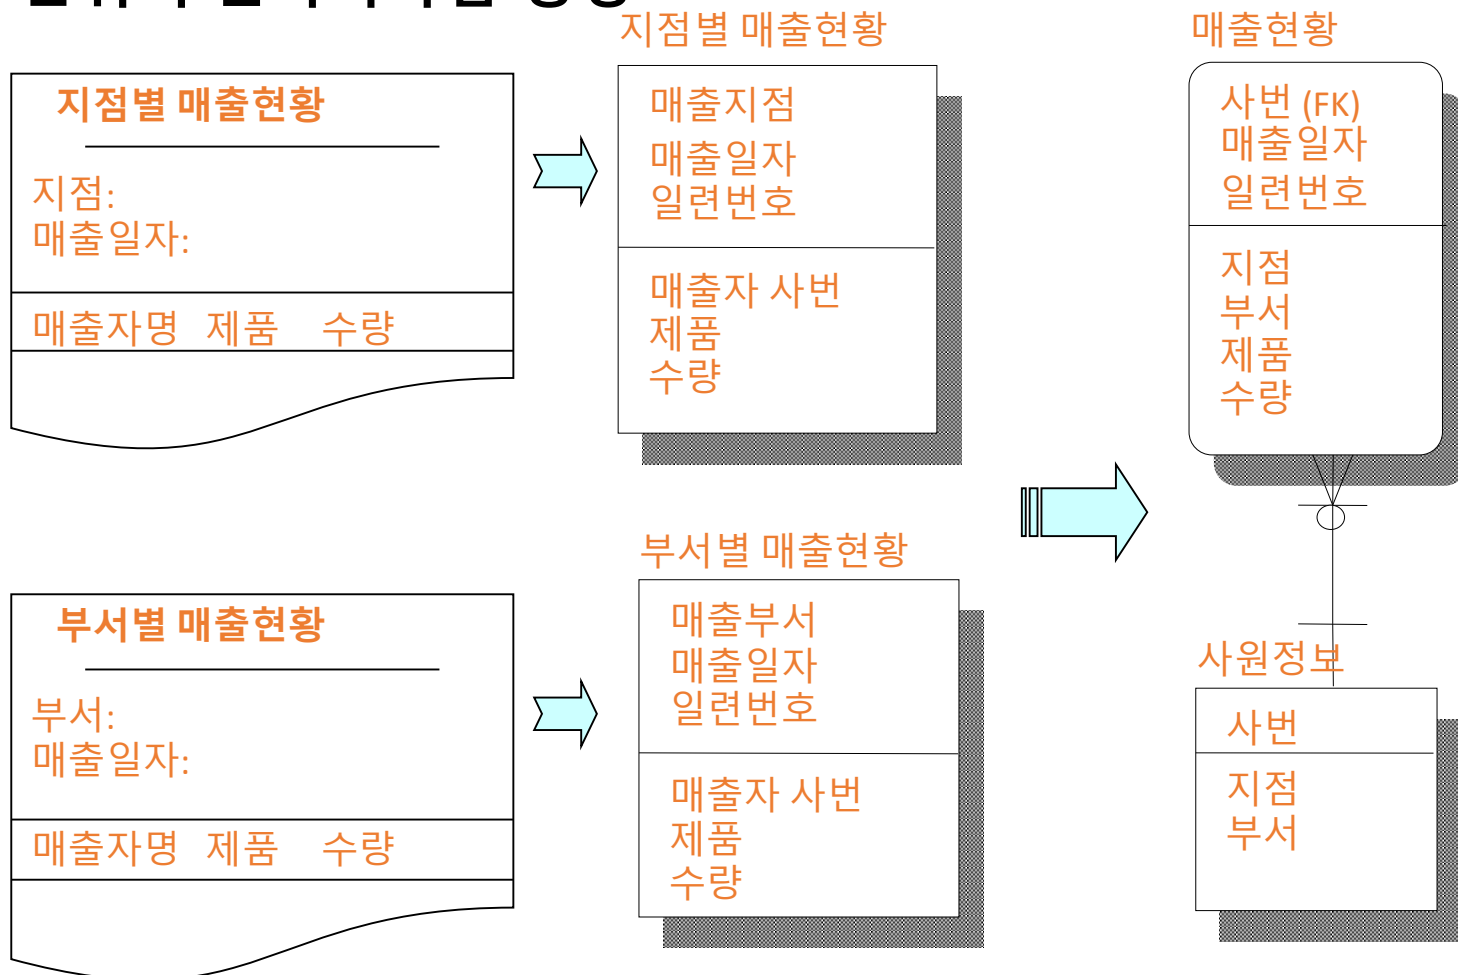 지점별 매출현황
지점:
매출일자:
매출자명 제품 수량
지점별 매출현황
매출지점
매출일자
일련번호
매출자 사번
제품
수량
부서별 매출현황
부서:
매출일자:
매출자명 제품 수량
부서별 매출현황
매출부서
매출일자
일련번호
매출자 사번
제품
수량
매출현황
사번 (FK)
매출일자
일련번호
지점
부서
제품
수량
사원정보
사번
지점
부서